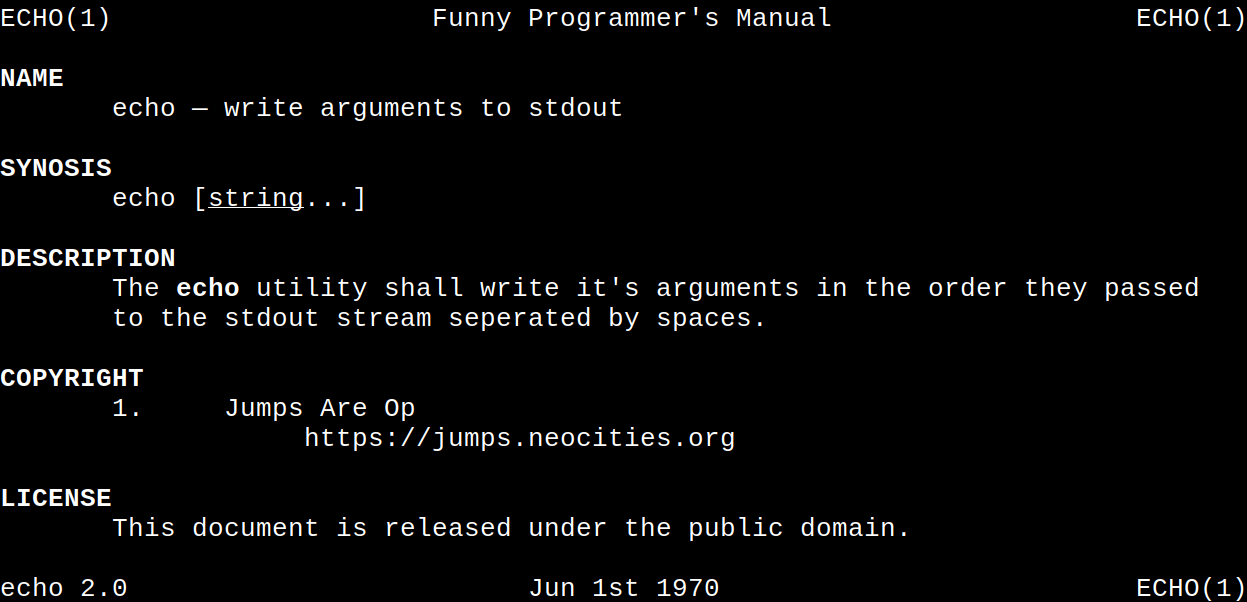 ECHO(1) Funny Programmer's Manual ECHO(1)
NAME
echo — write arguments to stdout
SYNOSIS
echo [string...]
DESCRIPTION
The echo utility shall write it's arguments in the order they passed
to the stdout stream seperated by spaces.
COPYRIGHT
1. Jumps Are Op
https://jumps.neocities.org
LICENSE
This document is released under the public domain.
echo 2.0 Jun 1st 1970 ECHO(1)